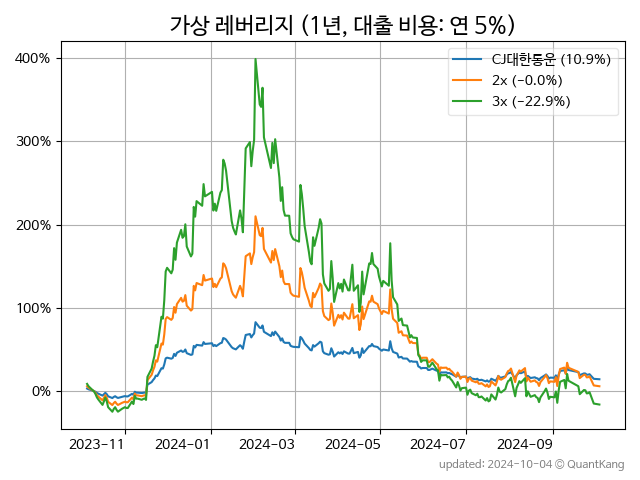 가상 레버리지 (1년, 대출 비용: 연 5%)
CJ대한통운 (10.9%)
2x (-0.0%)
3x (-22.9%)
400%
300%
200%
100%
0%
2023-11 2024-01 2024-03 2024-05 2024-07 2024-09
updated: 2024-10-04 © QuantKang